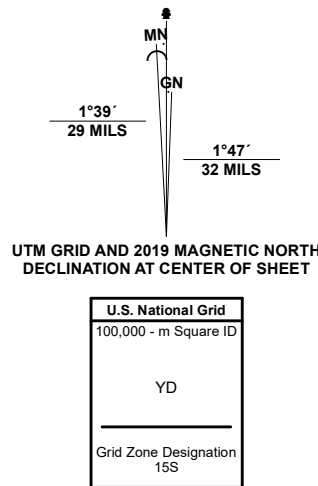 MN
GN
1°39´
29 MILS
1°47´
32 MILS
UTM GRID AND 2019 MAGNETIC NORTH
DECLINATION AT CENTER OF SHEET
U.S. National Grid
100,000 - m Square ID
YD
Grid Zone Designation
15S